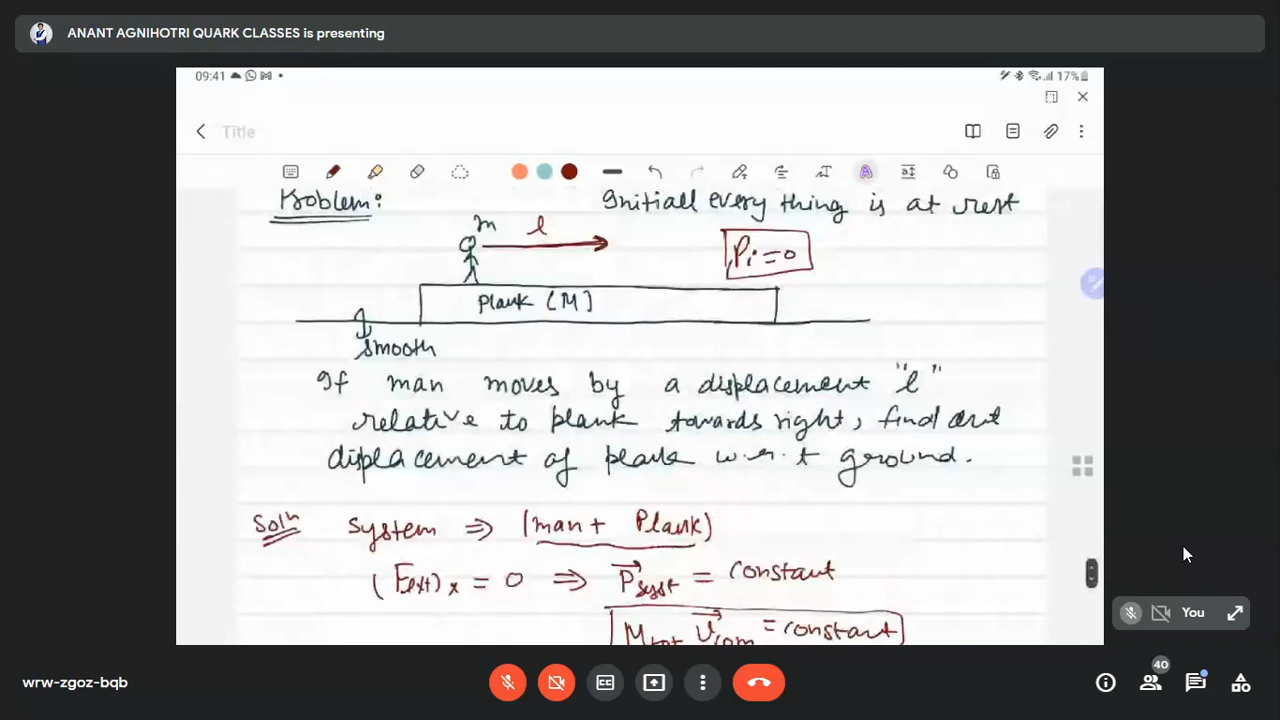 ANANT AGNIHOTRI QUARK CLASSES is presenting
09:41
17%
Title
Problem:
Initiall every thing is at rest
m
l
Pi = 0
Plank (M)
smooth
If man moves by a displacement "l"
relative to plank towards right, find out
displacement of plank w.r.t ground.
Soln
System ⇒ (man + Plank)
(Fext)x = 0 ⇒ P⃗syst = constant
Mtot v⃗com = constant
You
wrw-zgoz-bqb
40